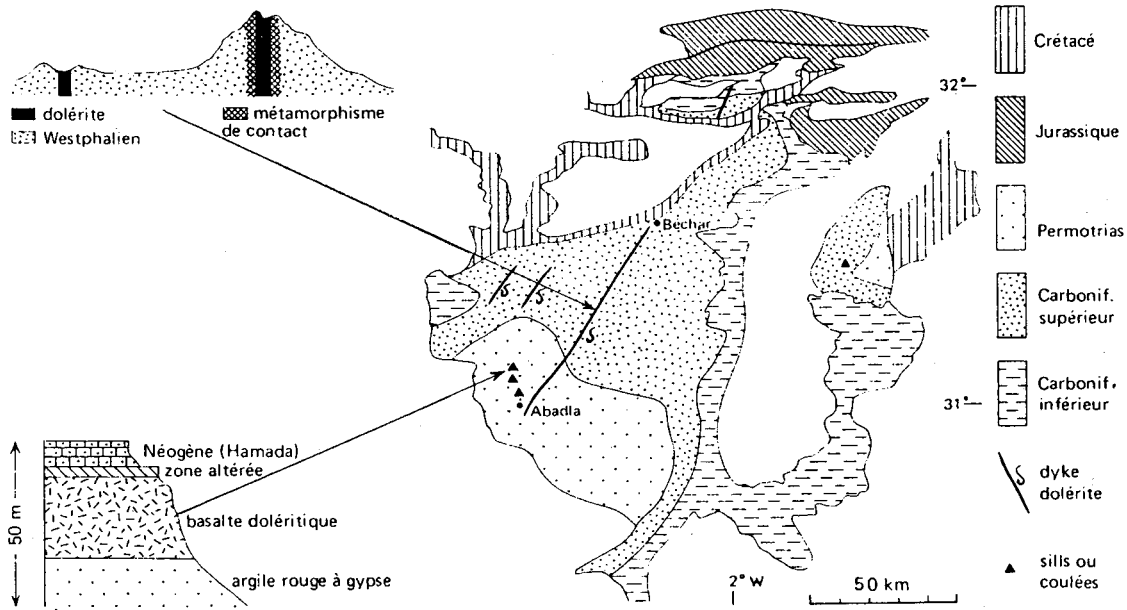 dolérite
Westphalien
métamorphisme
de contact
Crétacé
32°
Jurassique
Permotrias
Béchar
Carbonif.
supérieur
Carbonif.
inférieur
31°
Abadla
Néogène (Hamada)
zone altérée
basalte doléritique
argile rouge à gypse
50 m
dyke
dolérite
sills ou
coulées
2° W
50 km